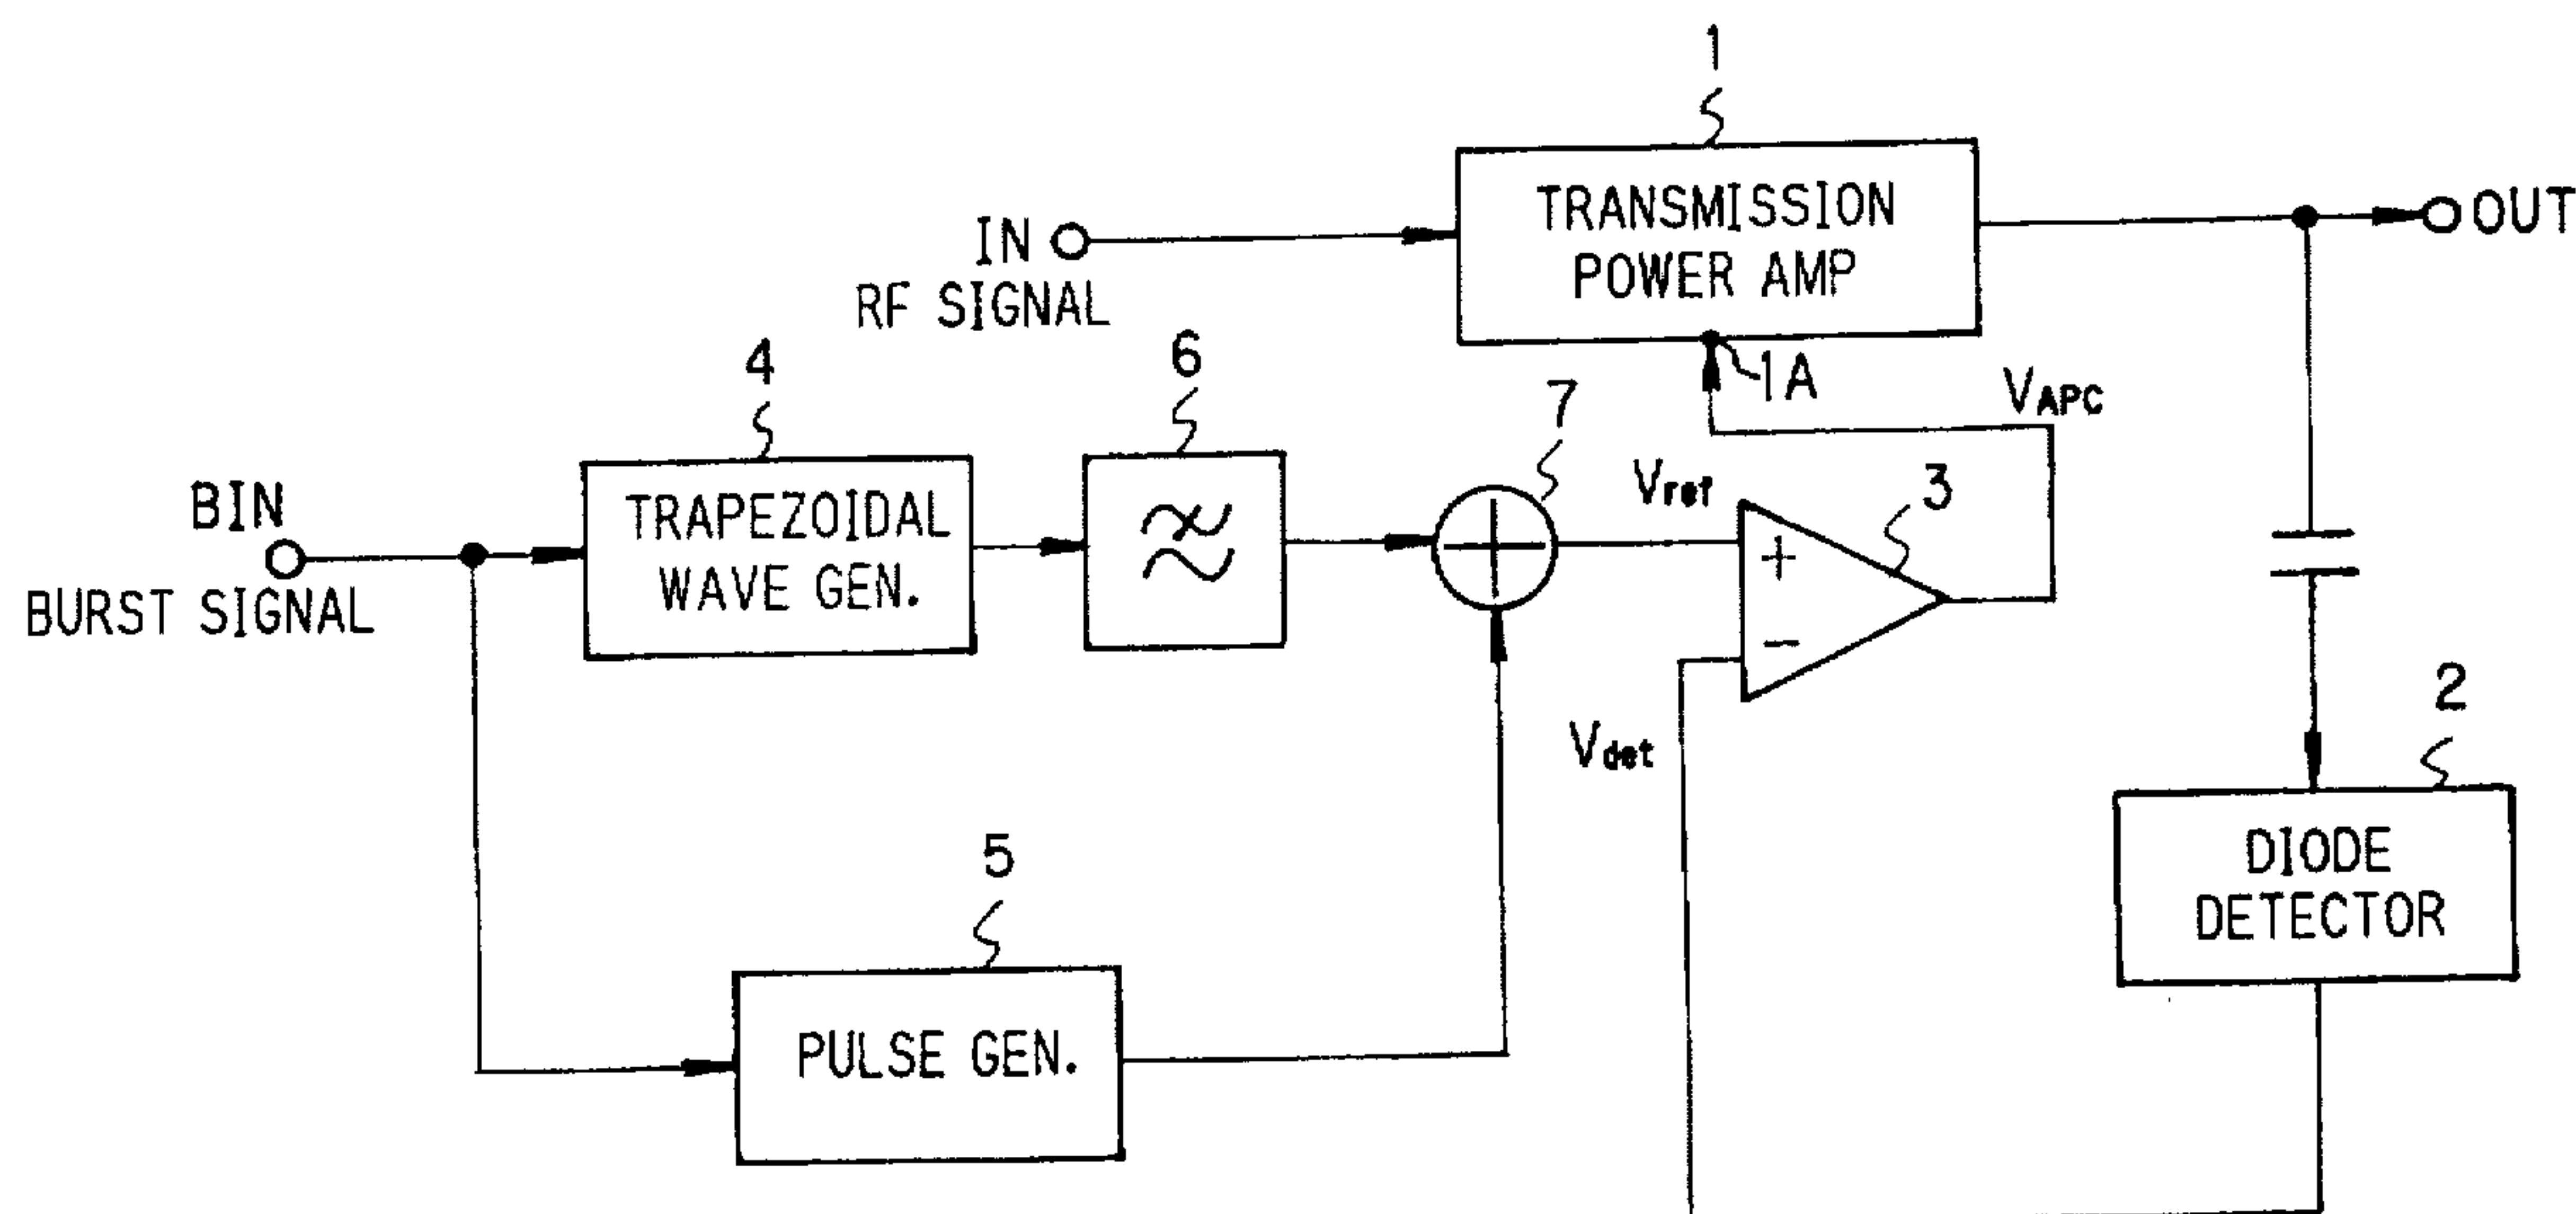 1
TRANSMISSION
POWER AMP
IN
RF SIGNAL
OUT
1A
VAPC
4
6
7
BIN
BURST SIGNAL
TRAPEZOIDAL
WAVE GEN.
Vref
3
+
−
Vdet
2
DIODE
DETECTOR
5
PULSE GEN.